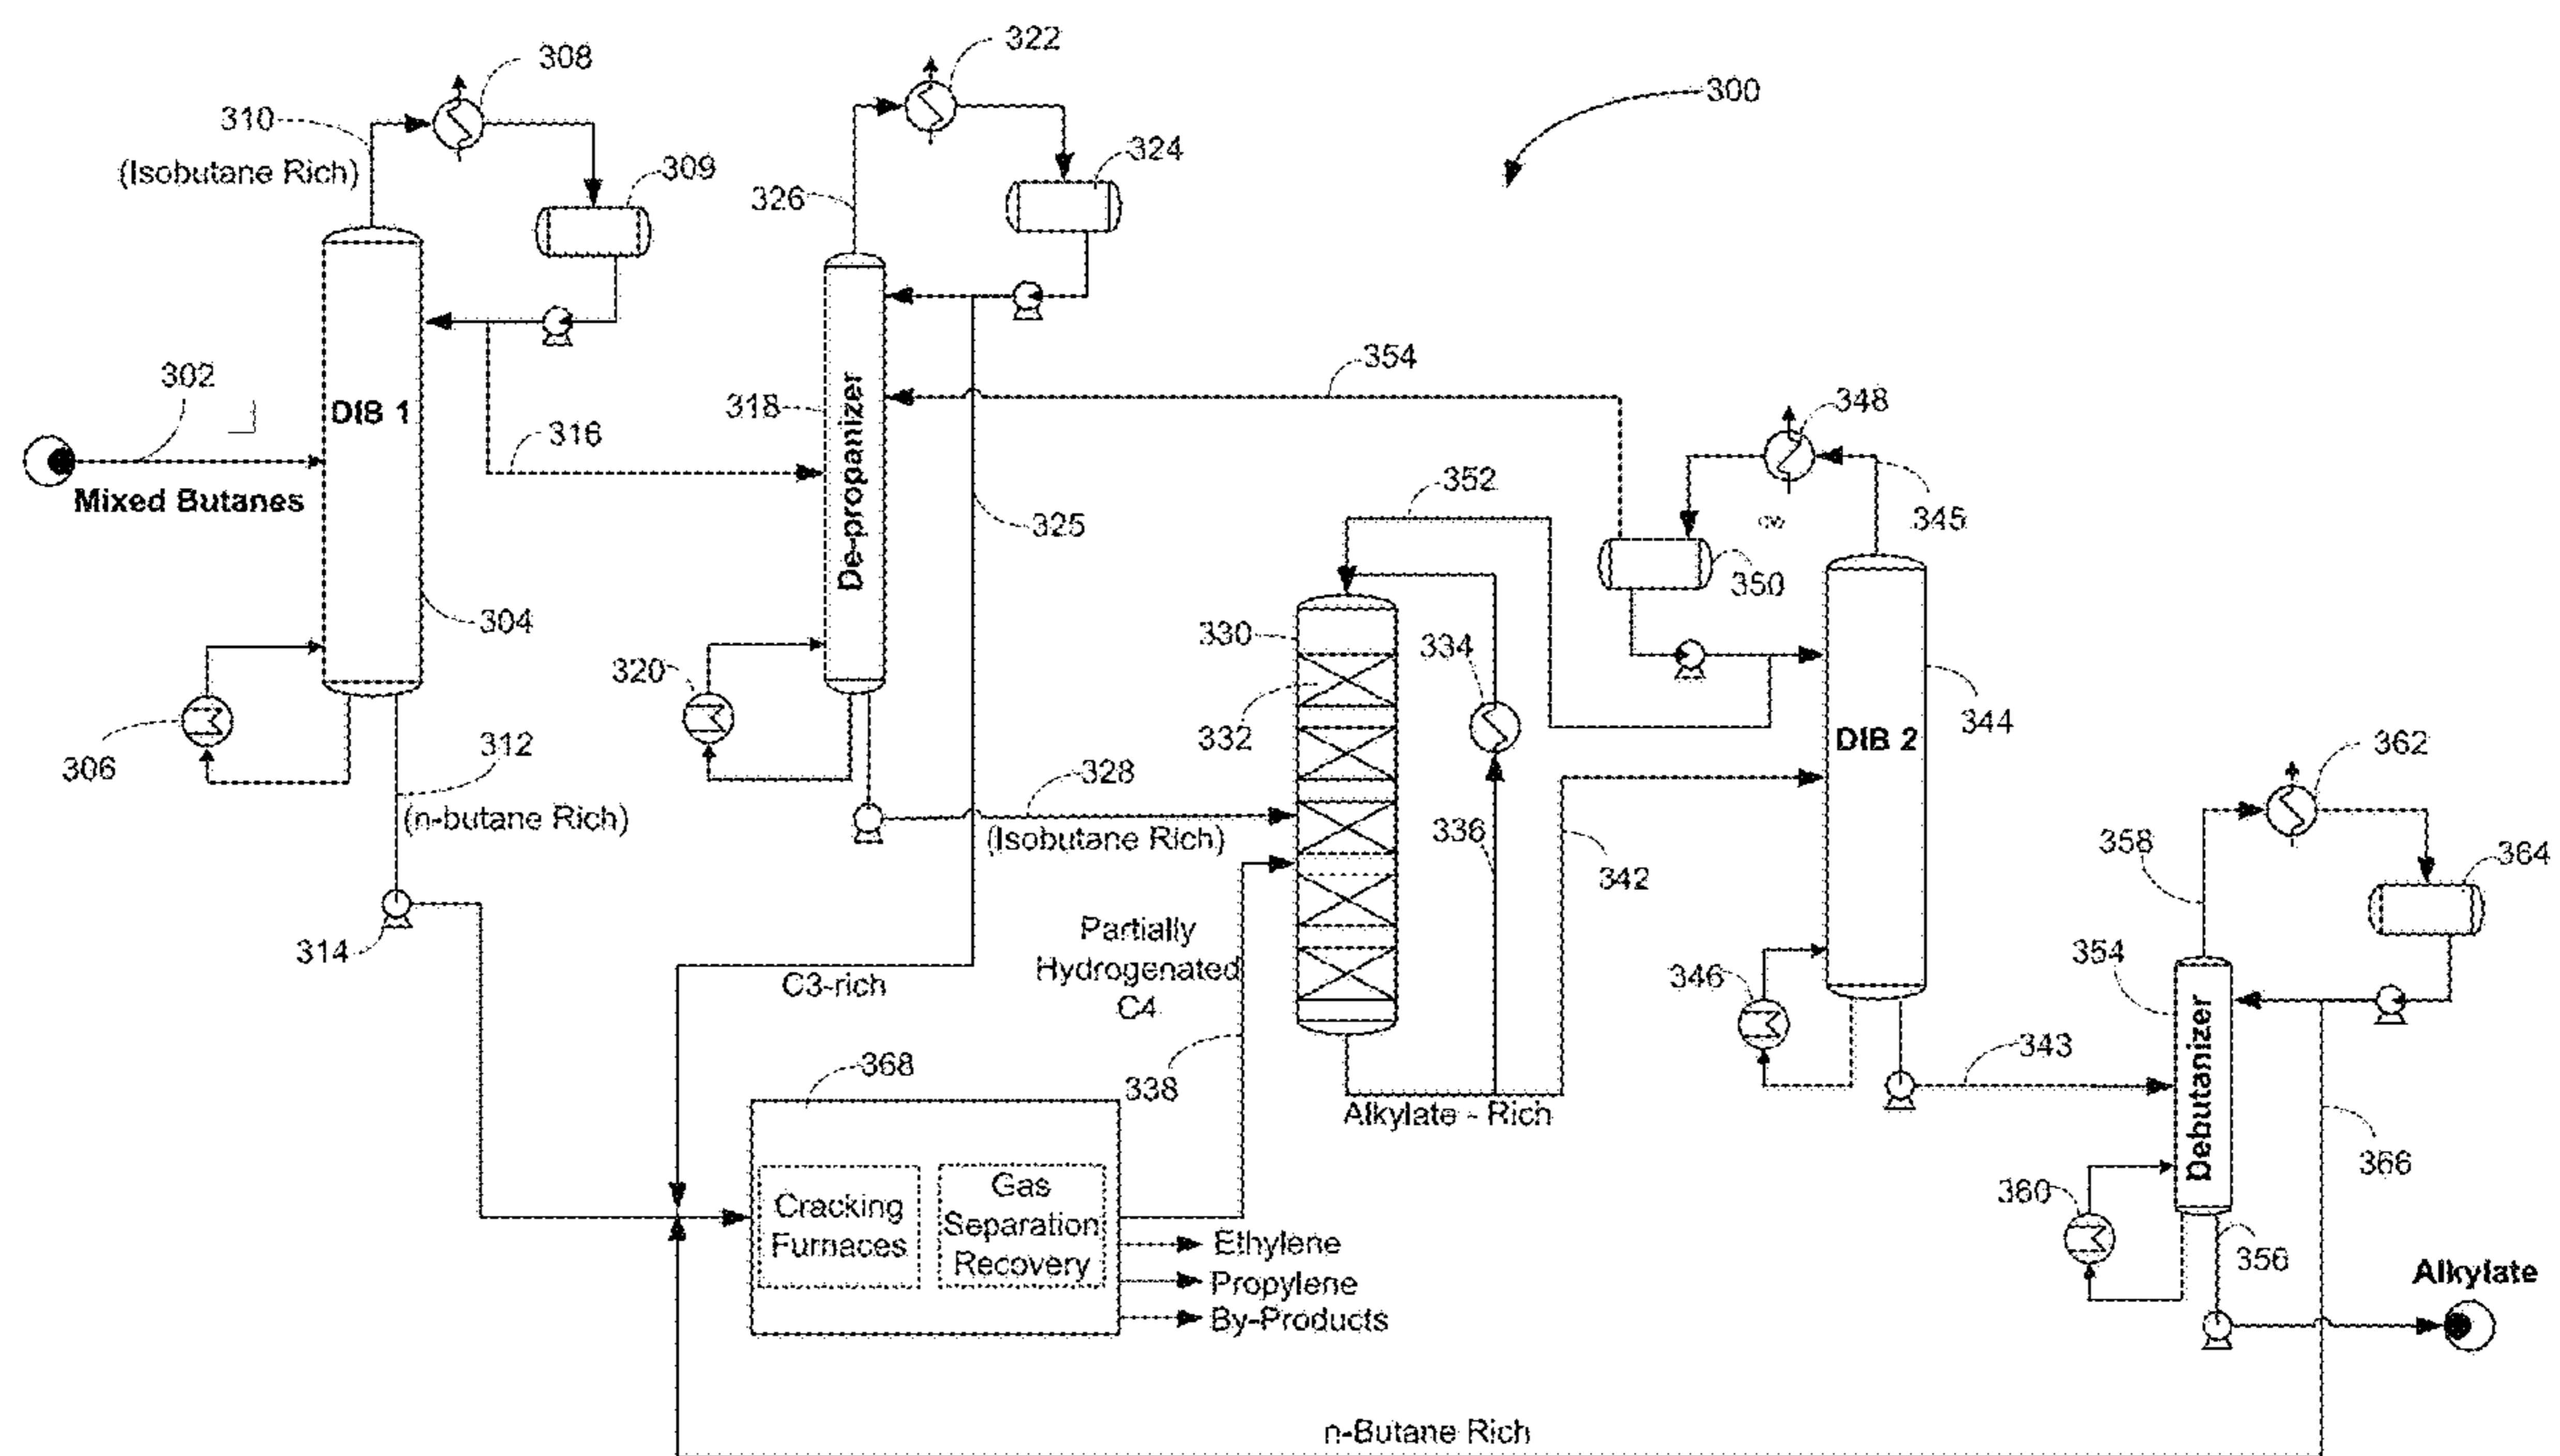 308
322
300
310
(Isobutane Rich)
309
324
326
302
DIB 1
318
De-propanizer
316
354
348
Mixed Butanes
352
325
345
350
304
330
334
320
332
344
DIB 2
306
312
328
362
(n-butane Rich)
(Isobutane Rich)
336
358
364
342
314
Partially
Hydrogenated
C4
354
C3-rich
346
343
368
338
Alkylate - Rich
Debutanizer
366
Cracking
Furnaces
Gas
Separation
Recovery
360
Ethylene
Propylene
By-Products
356
Alkylate
n-Butane Rich